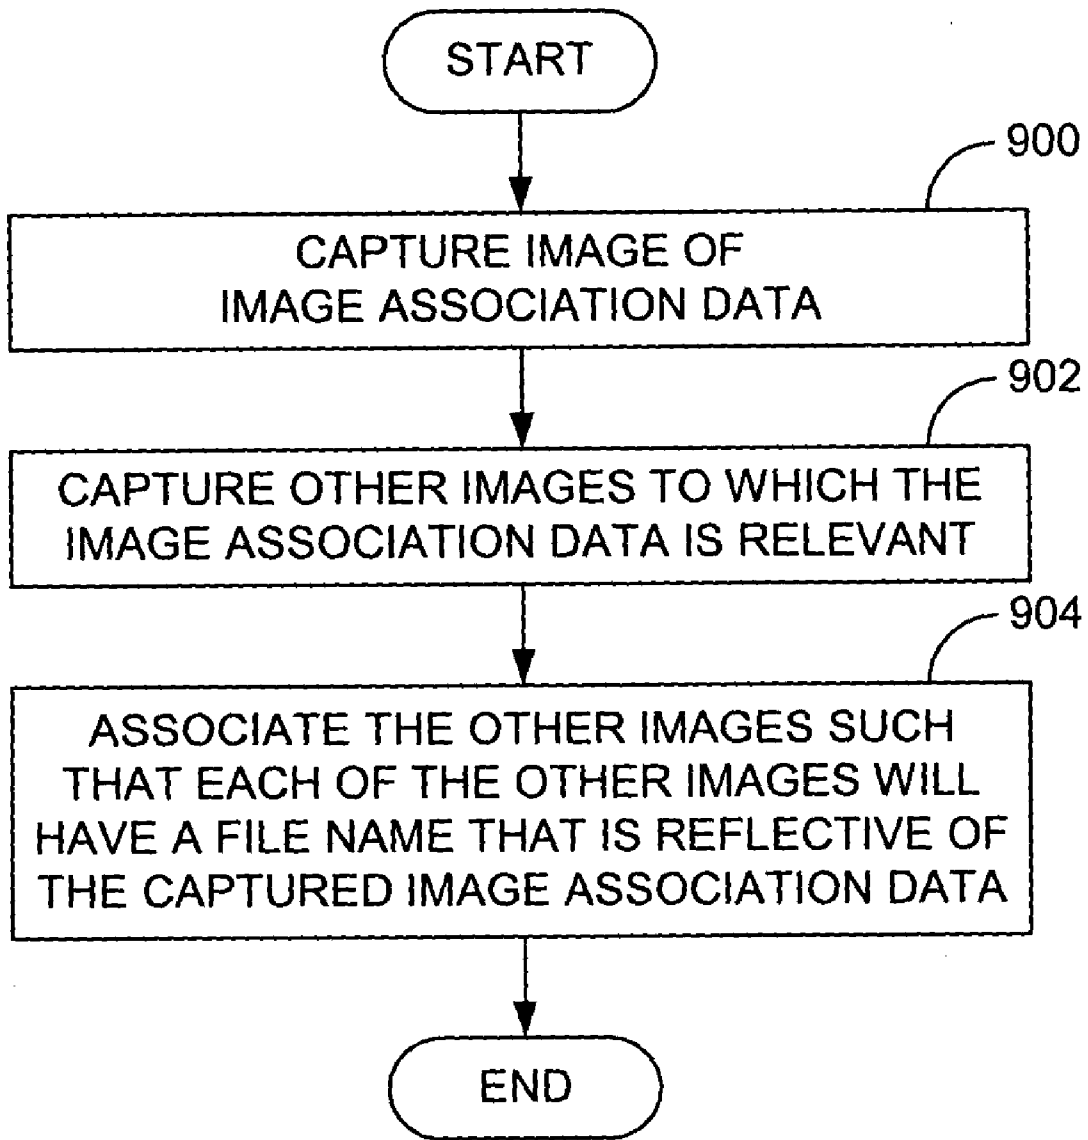 START
900
CAPTURE IMAGE OF
IMAGE ASSOCIATION DATA
902
CAPTURE OTHER IMAGES TO WHICH THE
IMAGE ASSOCIATION DATA IS RELEVANT
904
ASSOCIATE THE OTHER IMAGES SUCH
THAT EACH OF THE OTHER IMAGES WILL
HAVE A FILE NAME THAT IS REFLECTIVE OF
THE CAPTURED IMAGE ASSOCIATION DATA
END